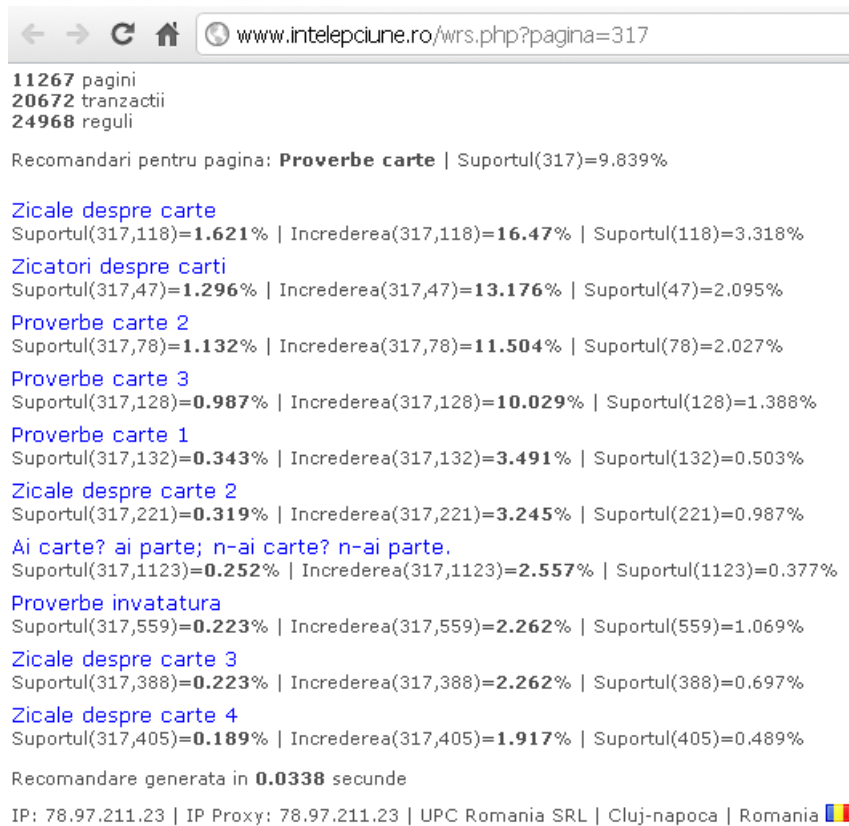 www.intelepciune.ro/wrs.php?pagina=317
11267 pagini
20672 tranzactii
24968 reguli
Recomandari pentru pagina: Proverbe carte | Suportul(317)=9.839%
Zicale despre carte
Suportul(317,118)=1.621% | Increderea(317,118)=16.47% | Suportul(118)=3.318%
Zicatori despre carti
Suportul(317,47)=1.296% | Increderea(317,47)=13.176% | Suportul(47)=2.095%
Proverbe carte 2
Suportul(317,78)=1.132% | Increderea(317,78)=11.504% | Suportul(78)=2.027%
Proverbe carte 3
Suportul(317,128)=0.987% | Increderea(317,128)=10.029% | Suportul(128)=1.388%
Proverbe carte 1
Suportul(317,132)=0.343% | Increderea(317,132)=3.491% | Suportul(132)=0.503%
Zicale despre carte 2
Suportul(317,221)=0.319% | Increderea(317,221)=3.245% | Suportul(221)=0.987%
Ai carte? ai parte; n-ai carte? n-ai parte.
Suportul(317,1123)=0.252% | Increderea(317,1123)=2.557% | Suportul(1123)=0.377%
Proverbe invatatura
Suportul(317,559)=0.223% | Increderea(317,559)=2.262% | Suportul(559)=1.069%
Zicale despre carte 3
Suportul(317,388)=0.223% | Increderea(317,388)=2.262% | Suportul(388)=0.697%
Zicale despre carte 4
Suportul(317,405)=0.189% | Increderea(317,405)=1.917% | Suportul(405)=0.489%
Recomandare generata in 0.0338 secunde
IP: 78.97.211.23 | IP Proxy: 78.97.211.23 | UPC Romania SRL | Cluj-napoca | Romania